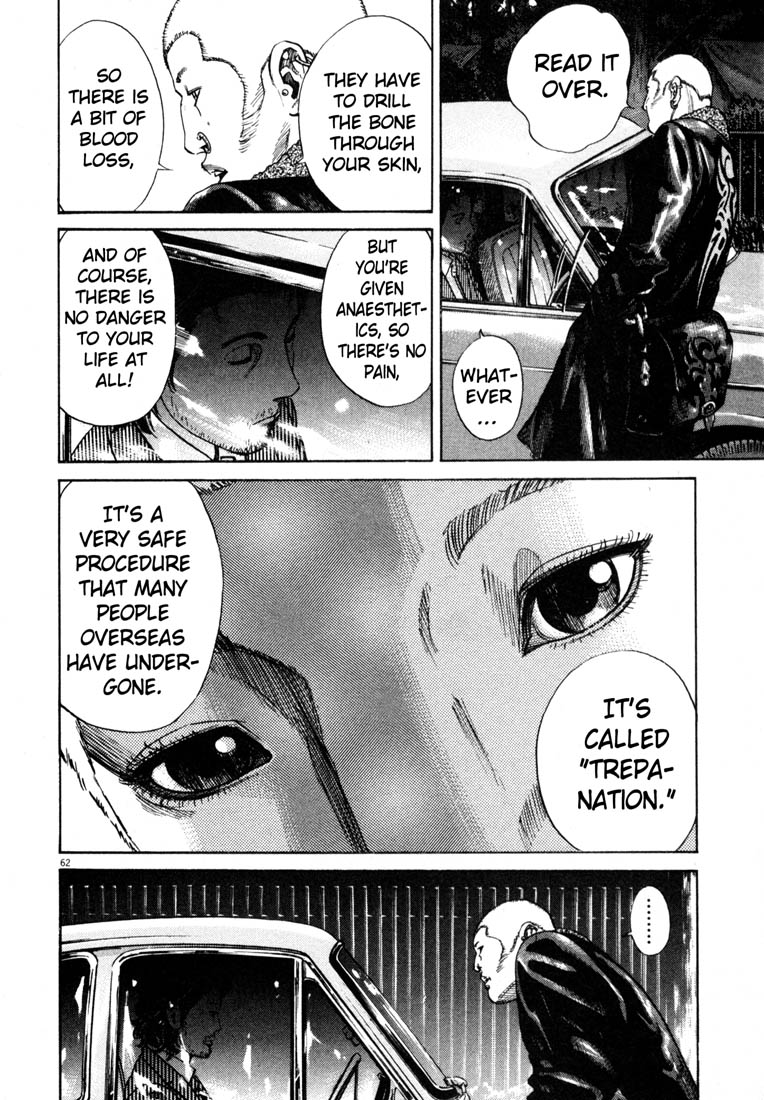 READ IT
OVER.
WHAT-
EVER
...
THEY HAVE
TO DRILL
THE BONE
THROUGH
YOUR SKIN,
SO
THERE IS
A BIT OF
BLOOD
LOSS,
BUT
YOU'RE
GIVEN
ANAESTHET-
ICS, SO
THERE'S NO
PAIN,
AND OF
COURSE,
THERE IS
NO DANGER
TO YOUR
LIFE AT
ALL!
IT'S
CALLED
"TREPA-
NATION."
IT'S A
VERY SAFE
PROCEDURE
THAT MANY
PEOPLE
OVERSEAS
HAVE UNDER-
GONE.
62
........